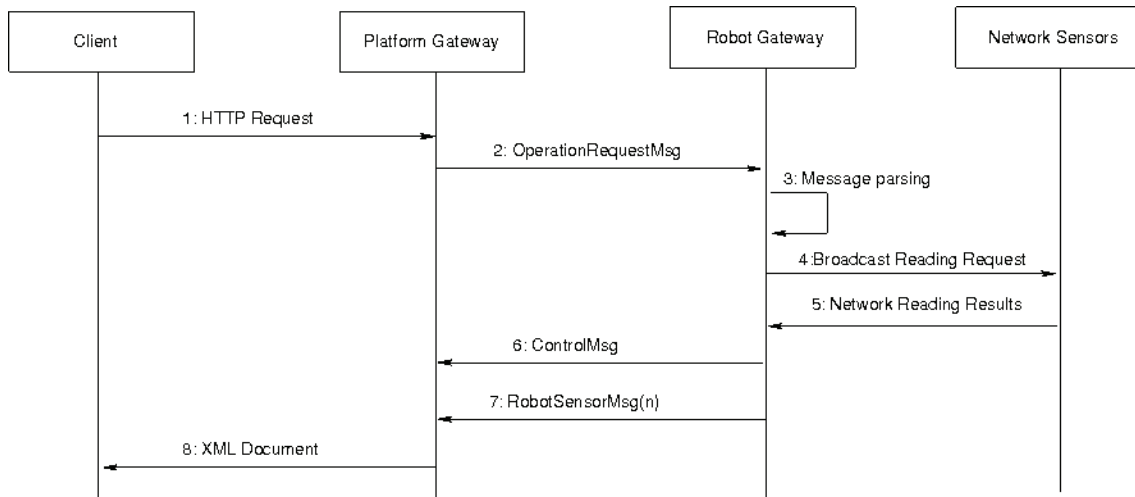 Client
Platform Gateway
Robot Gateway
Network Sensors
1: HTTP Request
2: OperationRequestMsg
3: Message parsing
4:Broadcast Reading Request
5: Network Reading Results
6: ControlMsg
7: RobotSensorMsg(n)
8: XML Document